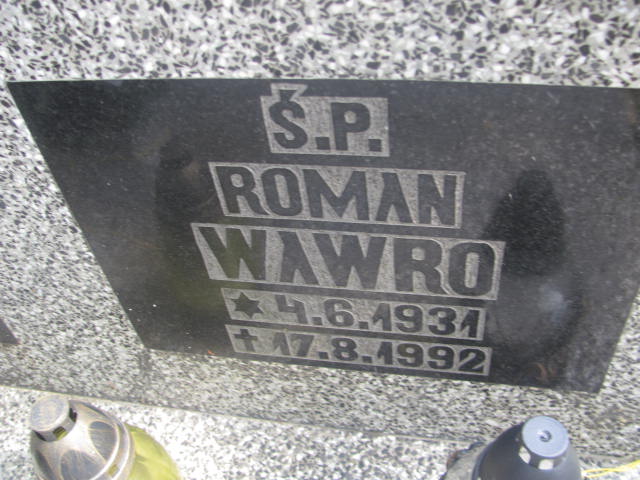 Ś.P.
ROMAN
WAWRO
★ 4.6.1931
✝ 17.8.1992